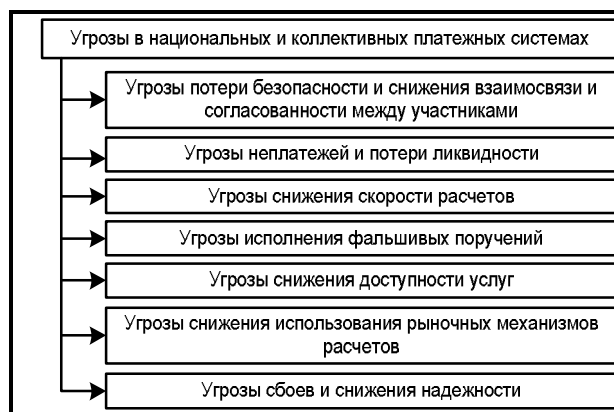 Угрозы в национальных и коллективных платежных системах
Угрозы потери безопасности и снижения взаимосвязи и
согласованности между участниками
Угрозы неплатежей и потери ликвидности
Угрозы снижения скорости расчетов
Угрозы исполнения фальшивых поручений
Угрозы снижения доступности услуг
Угрозы снижения использования рыночных механизмов
расчетов
Угрозы сбоев и снижения надежности